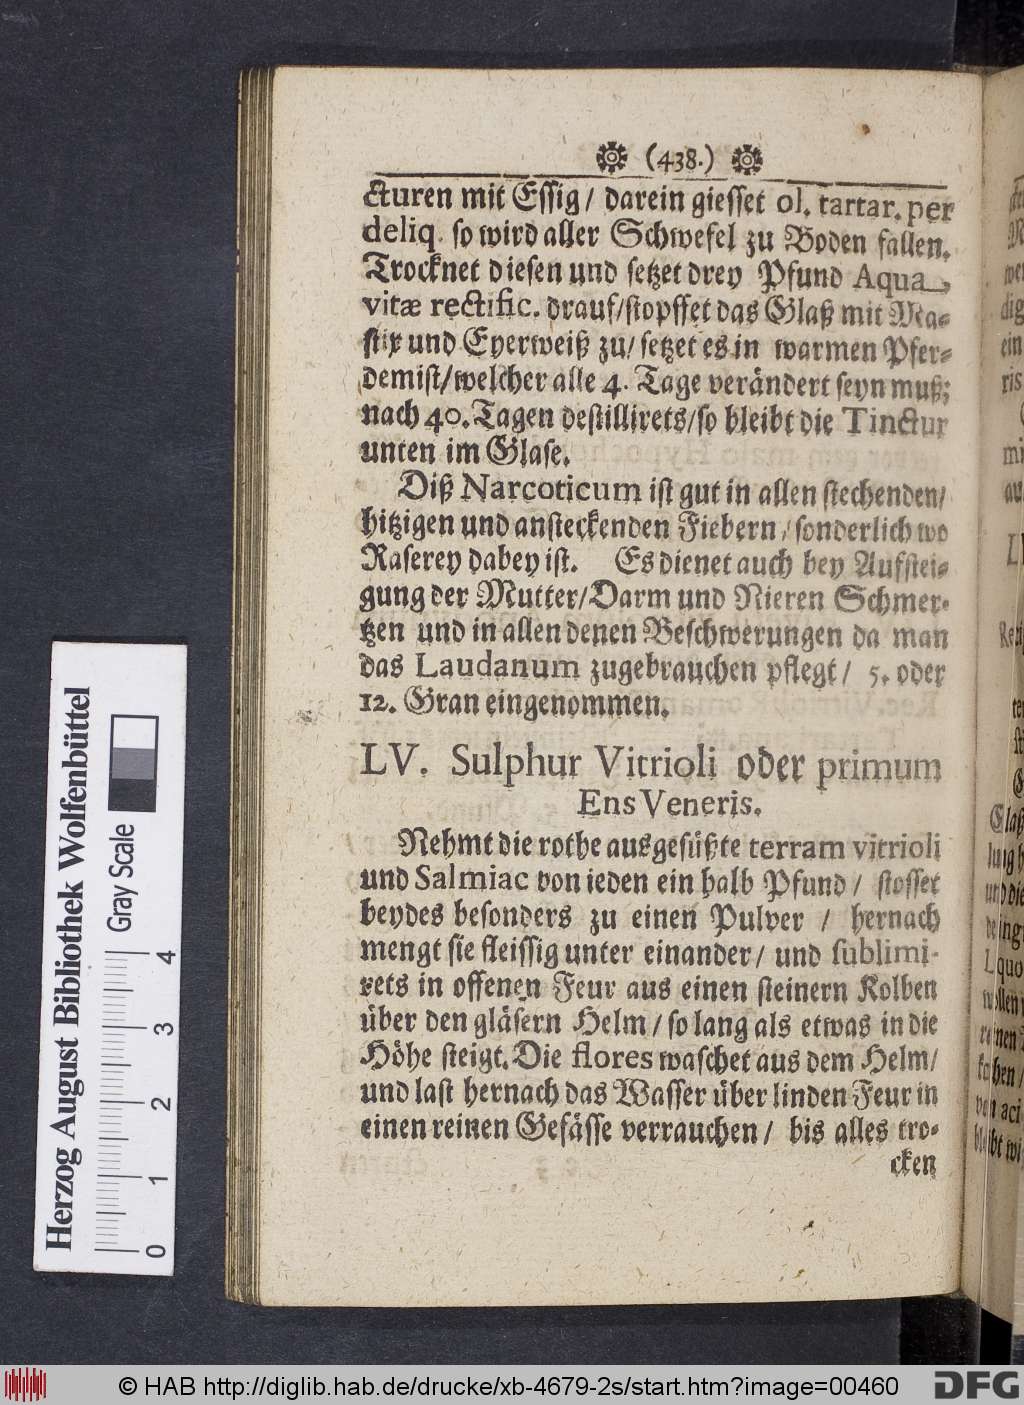 (438.)
cturen mit Essig/ darein giesset ol. tartar. per
deliq. so wird aller Schwefel zu Boden fallen.
Trocknet diesen und setzet drey Pfund Aqua
vitæ rectific. drauf/stopffet das Glaß mit Ma-
stix und Eyerweiß zu/ setzet es in warmen Pfer-
demist/welcher alle 4. Tage verändert seyn muß;
nach 40. Tagen destillirets/so bleibt die Tinctur
unten im Glase.
Diß Narcoticum ist gut in allen stechenden/
hitzigen und ansteckenden Fiebern/sonderlich wo
Raserey dabey ist. Es dienet auch bey Aufstei-
gung der Mutter/Darm und Nieren Schmer-
tzen und in allen denen Beschwerungen da man
das Laudanum zugebrauchen pflegt/ 5. oder
12. Gran eingenommen.
LV. Sulphur Vitrioli oder primum
Ens Veneris.
Nehmt die rothe ausgesüßte terram vitrioli
und Salmiac von ieden ein halb Pfund/ stosset
beydes besonders zu einen Pulver / hernach
mengt sie fleissig unter einander/ und sublimi-
rets in offenen Feur aus einen steinern Kolben
über den gläsern Helm/ so lang als etwas in die
Höhe steigt. Die flores waschet aus dem Helm/
und last hernach das Wasser über linden Feur in
einen reinen Gefässe verrauchen/ bis alles tro-
cken
Herzog August Bibliothek Wolfenbüttel
Gray Scale
0 1 2 3 4
© HAB http://diglib.hab.de/drucke/xb-4679-2s/start.htm?image=00460
DFG